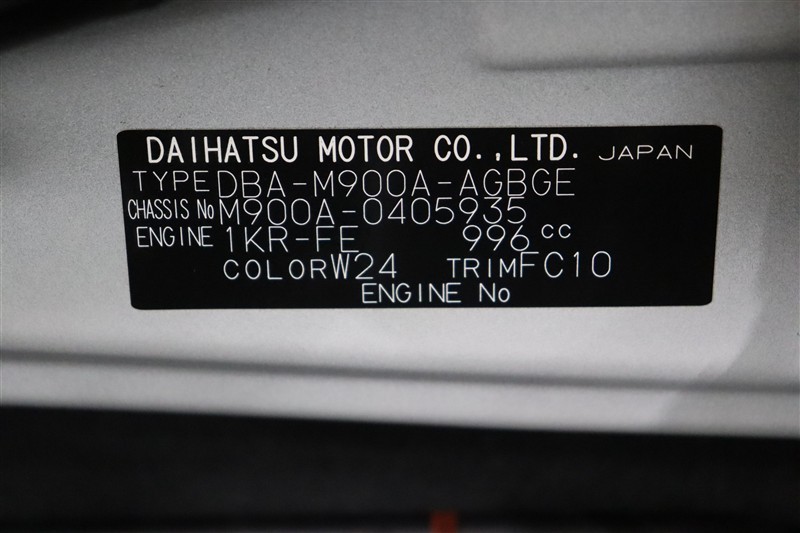 DAIHATSU MOTOR CO.,LTD. JAPAN
TYPE DBA-M900A-AGBGE
CHASSIS No M900A-0405935
ENGINE 1KR-FE 996 cc
COLOR W24 TRIM FC10
ENGINE No